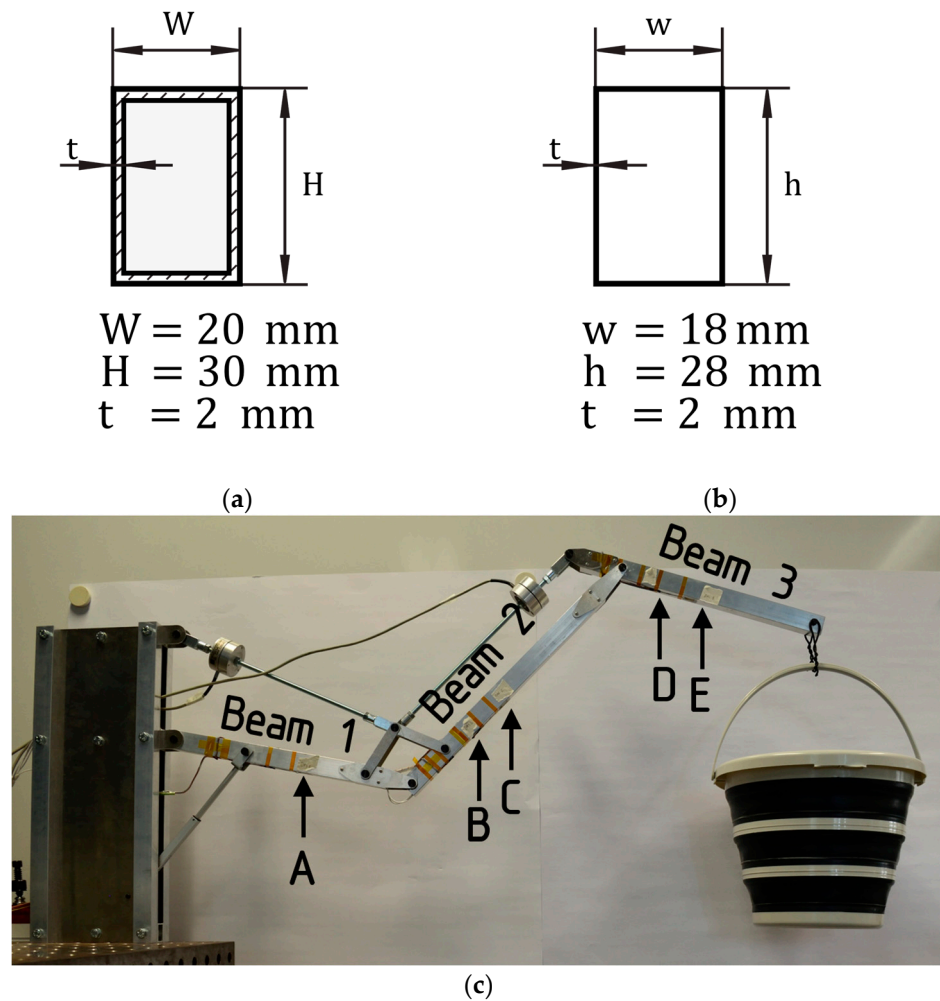 W
w
t
H
t
h
W = 20 mm
H = 30 mm
t = 2 mm
w = 18 mm
h = 28 mm
t = 2 mm
(a)
(b)
Beam 3
Beam 2
Beam 1
D
E
B
C
A
(c)